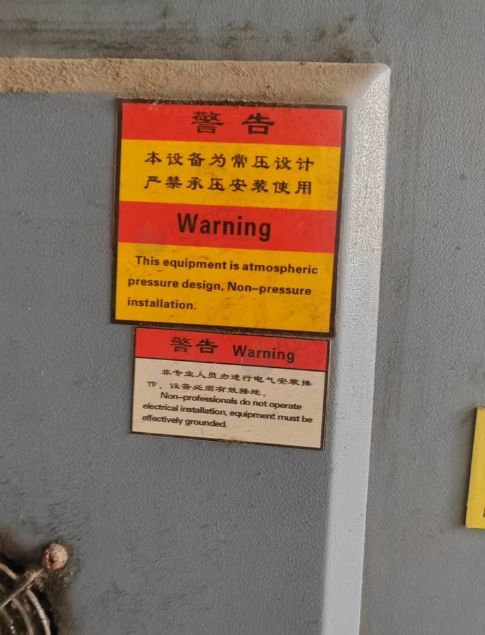 警告
本设备为常压设计
严禁承压安装使用
Warning
This equipment is atmospheric
pressure design, Non-pressure
installation.
警告 Warning
非专业人员勿进行电气安装操
作，设备必须有效接地。
Non-professionals do not operate
electrical installation, equipment must be
effectively grounded.